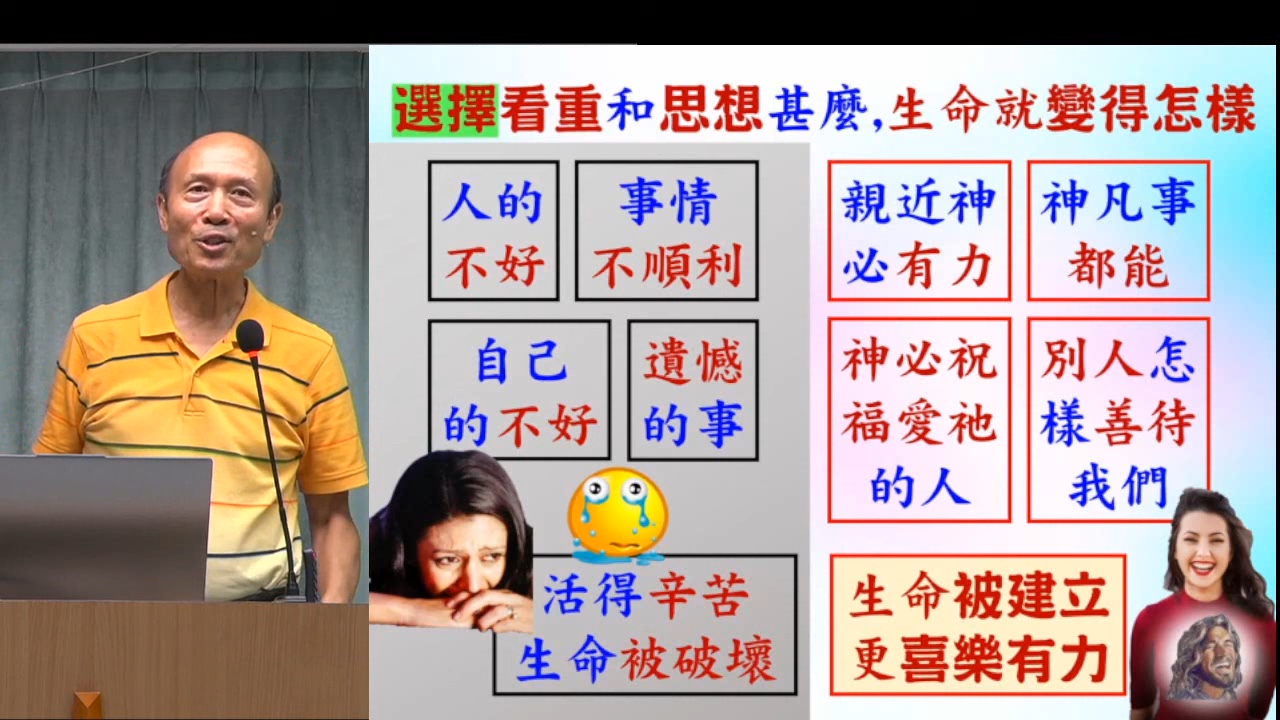 選擇看重和思想甚麼,生命就變得怎樣
人的
不好
事情
不順利
自己
的不好
遺憾
的事
活得辛苦
生命被破壞
親近神
必有力
神凡事
都能
神必祝
福愛祂
的人
別人怎
樣善待
我們
生命被建立
更喜樂有力